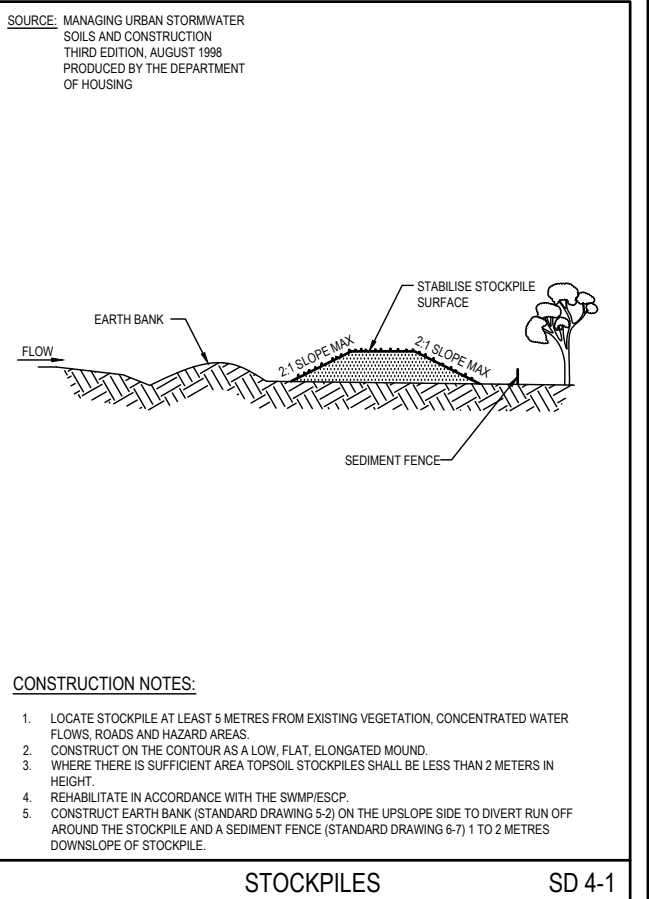 SOURCE: MANAGING URBAN STORMWATER
SOILS AND CONSTRUCTION
THIRD EDITION, AUGUST 1998
PRODUCED BY THE DEPARTMENT
OF HOUSING
STABILISE STOCKPILE
SURFACE
EARTH BANK
FLOW
2:1 SLOPE MAX
2:1 SLOPE MAX
SEDIMENT FENCE
CONSTRUCTION NOTES:
1. LOCATE STOCKPILE AT LEAST 5 METRES FROM EXISTING VEGETATION, CONCENTRATED WATER
FLOWS, ROADS AND HAZARD AREAS.
2. CONSTRUCT ON THE CONTOUR AS A LOW, FLAT, ELONGATED MOUND.
3. WHERE THERE IS SUFFICIENT AREA TOPSOIL STOCKPILES SHALL BE LESS THAN 2 METERS IN
HEIGHT.
4. REHABILITATE IN ACCORDANCE WITH THE SWMP/ESCP.
5. CONSTRUCT EARTH BANK (STANDARD DRAWING 5-2) ON THE UPSLOPE SIDE TO DIVERT RUN OFF
AROUND THE STOCKPILE AND A SEDIMENT FENCE (STANDARD DRAWING 6-7) 1 TO 2 METRES
DOWNSLOPE OF STOCKPILE.
STOCKPILES SD 4-1